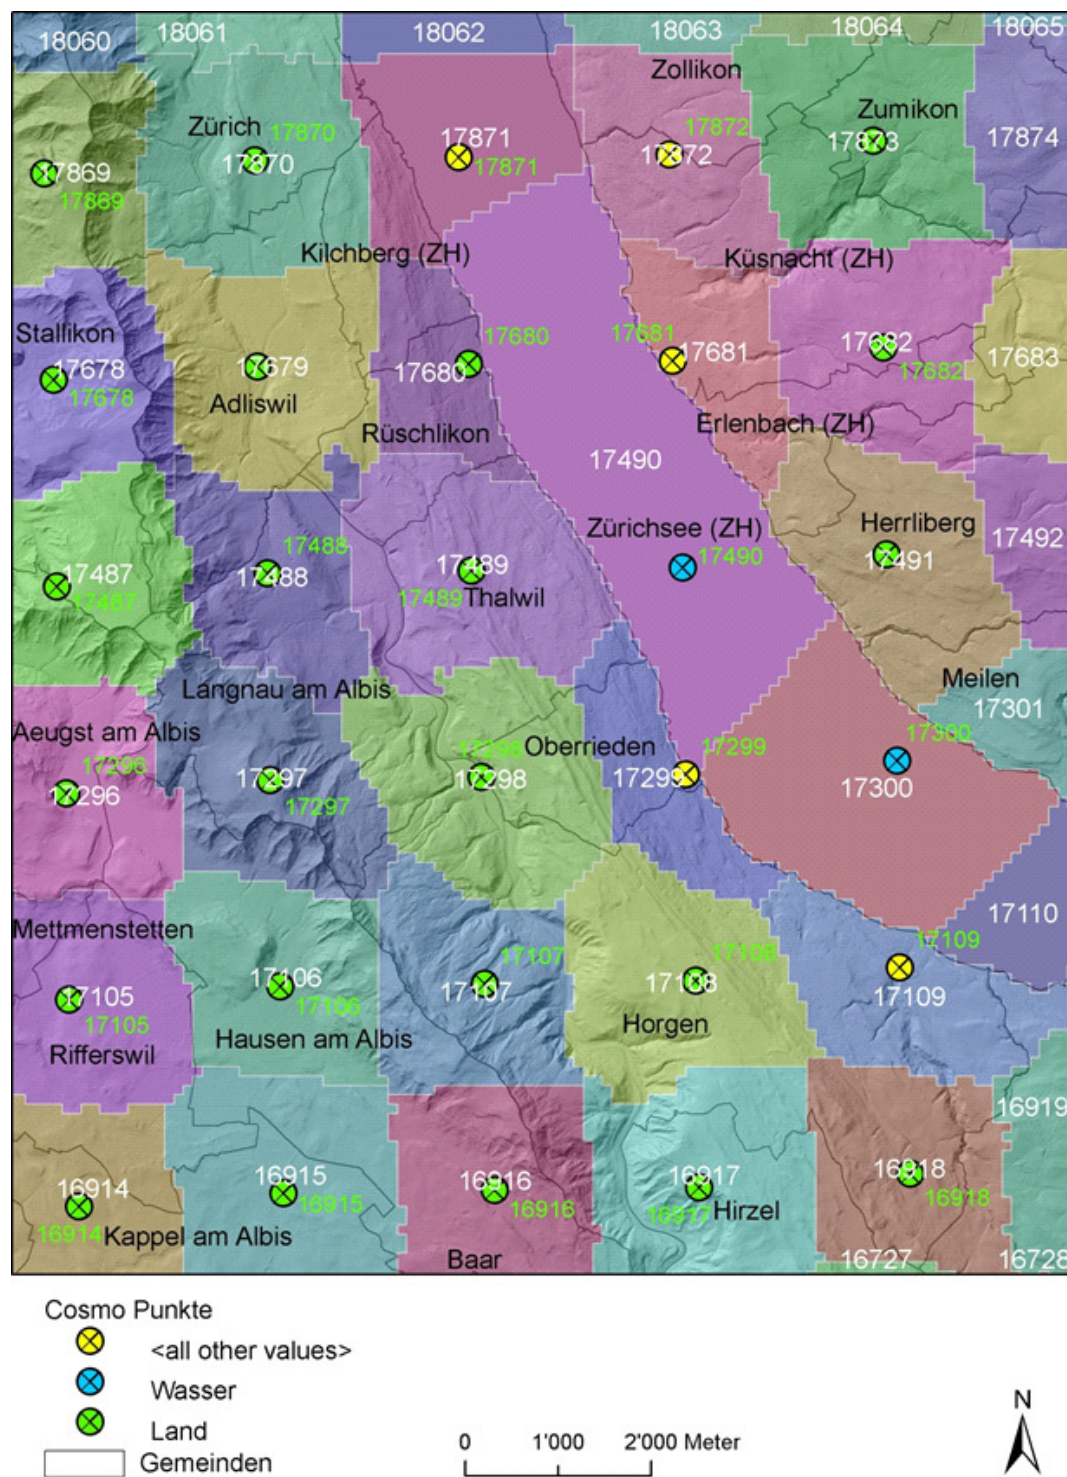 18060
18061
18062
18063
18064
18065
Zollikon
Zumikon
Zürich
17870
17871
17872
17873
17874
17869
17870
17871
17872
17869
Kilchberg (ZH)
Küsnacht (ZH)
Stallikon
17680
17681
17678
17679
17680
17681
17682
17683
17678
17682
Adliswil
Rüschlikon
Erlenbach (ZH)
17490
Zürichsee (ZH)
Herrliberg
17492
17488
17490
17491
17487
17488
17489
17487
17489
Thalwil
Langnau am Albis
Meilen
17301
Aeugst am Albis
Oberrieden
17300
17296
17298
17299
17296
17297
17298
17299
17300
17297
Mettmenstetten
17110
17109
17107
17108
17105
17106
17107
17108
17109
17105
17106
Rifferswil
Hausen am Albis
Horgen
16919
16914
16915
16916
16917
16918
16914
16915
16916
16917
16918
Kappel am Albis
Hirzel
Baar
16727
16728
Cosmo Punkte
<all other values>
Wasser
Land
Gemeinden
0 1'000 2'000 Meter
N